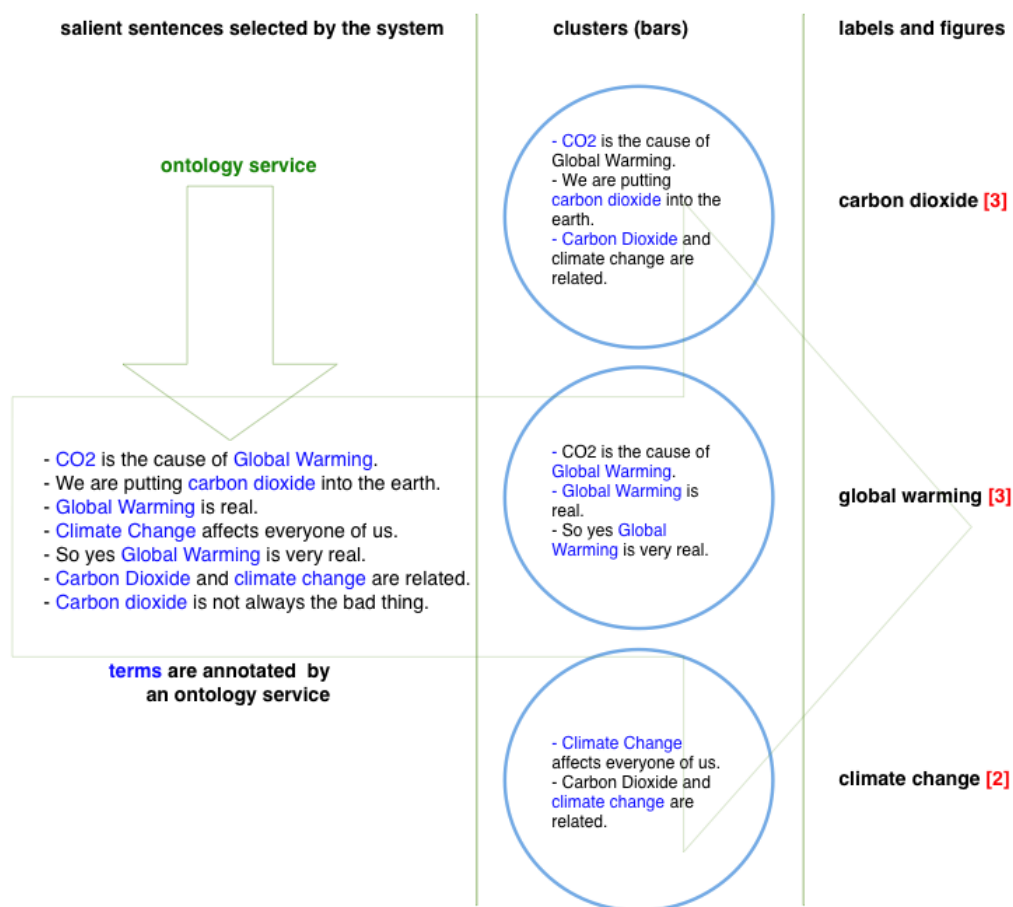 salient sentences selected by the system
clusters (bars)
labels and figures
ontology service
- CO2 is the cause of Global Warming.
- We are putting carbon dioxide into the earth.
- Global Warming is real.
- Climate Change affects everyone of us.
- So yes Global Warming is very real.
- Carbon Dioxide and climate change are related.
- Carbon dioxide is not always the bad thing.
terms are annotated by
an ontology service
- CO2 is the cause of
Global Warming.
- We are putting
carbon dioxide into the
earth.
- Carbon Dioxide and
climate change are
related.
- CO2 is the cause of
Global Warming.
- Global Warming is
real.
- So yes Global
Warming is very real.
- Climate Change
affects everyone of us.
- Carbon Dioxide and
climate change are
related.
carbon dioxide [3]
global warming [3]
climate change [2]